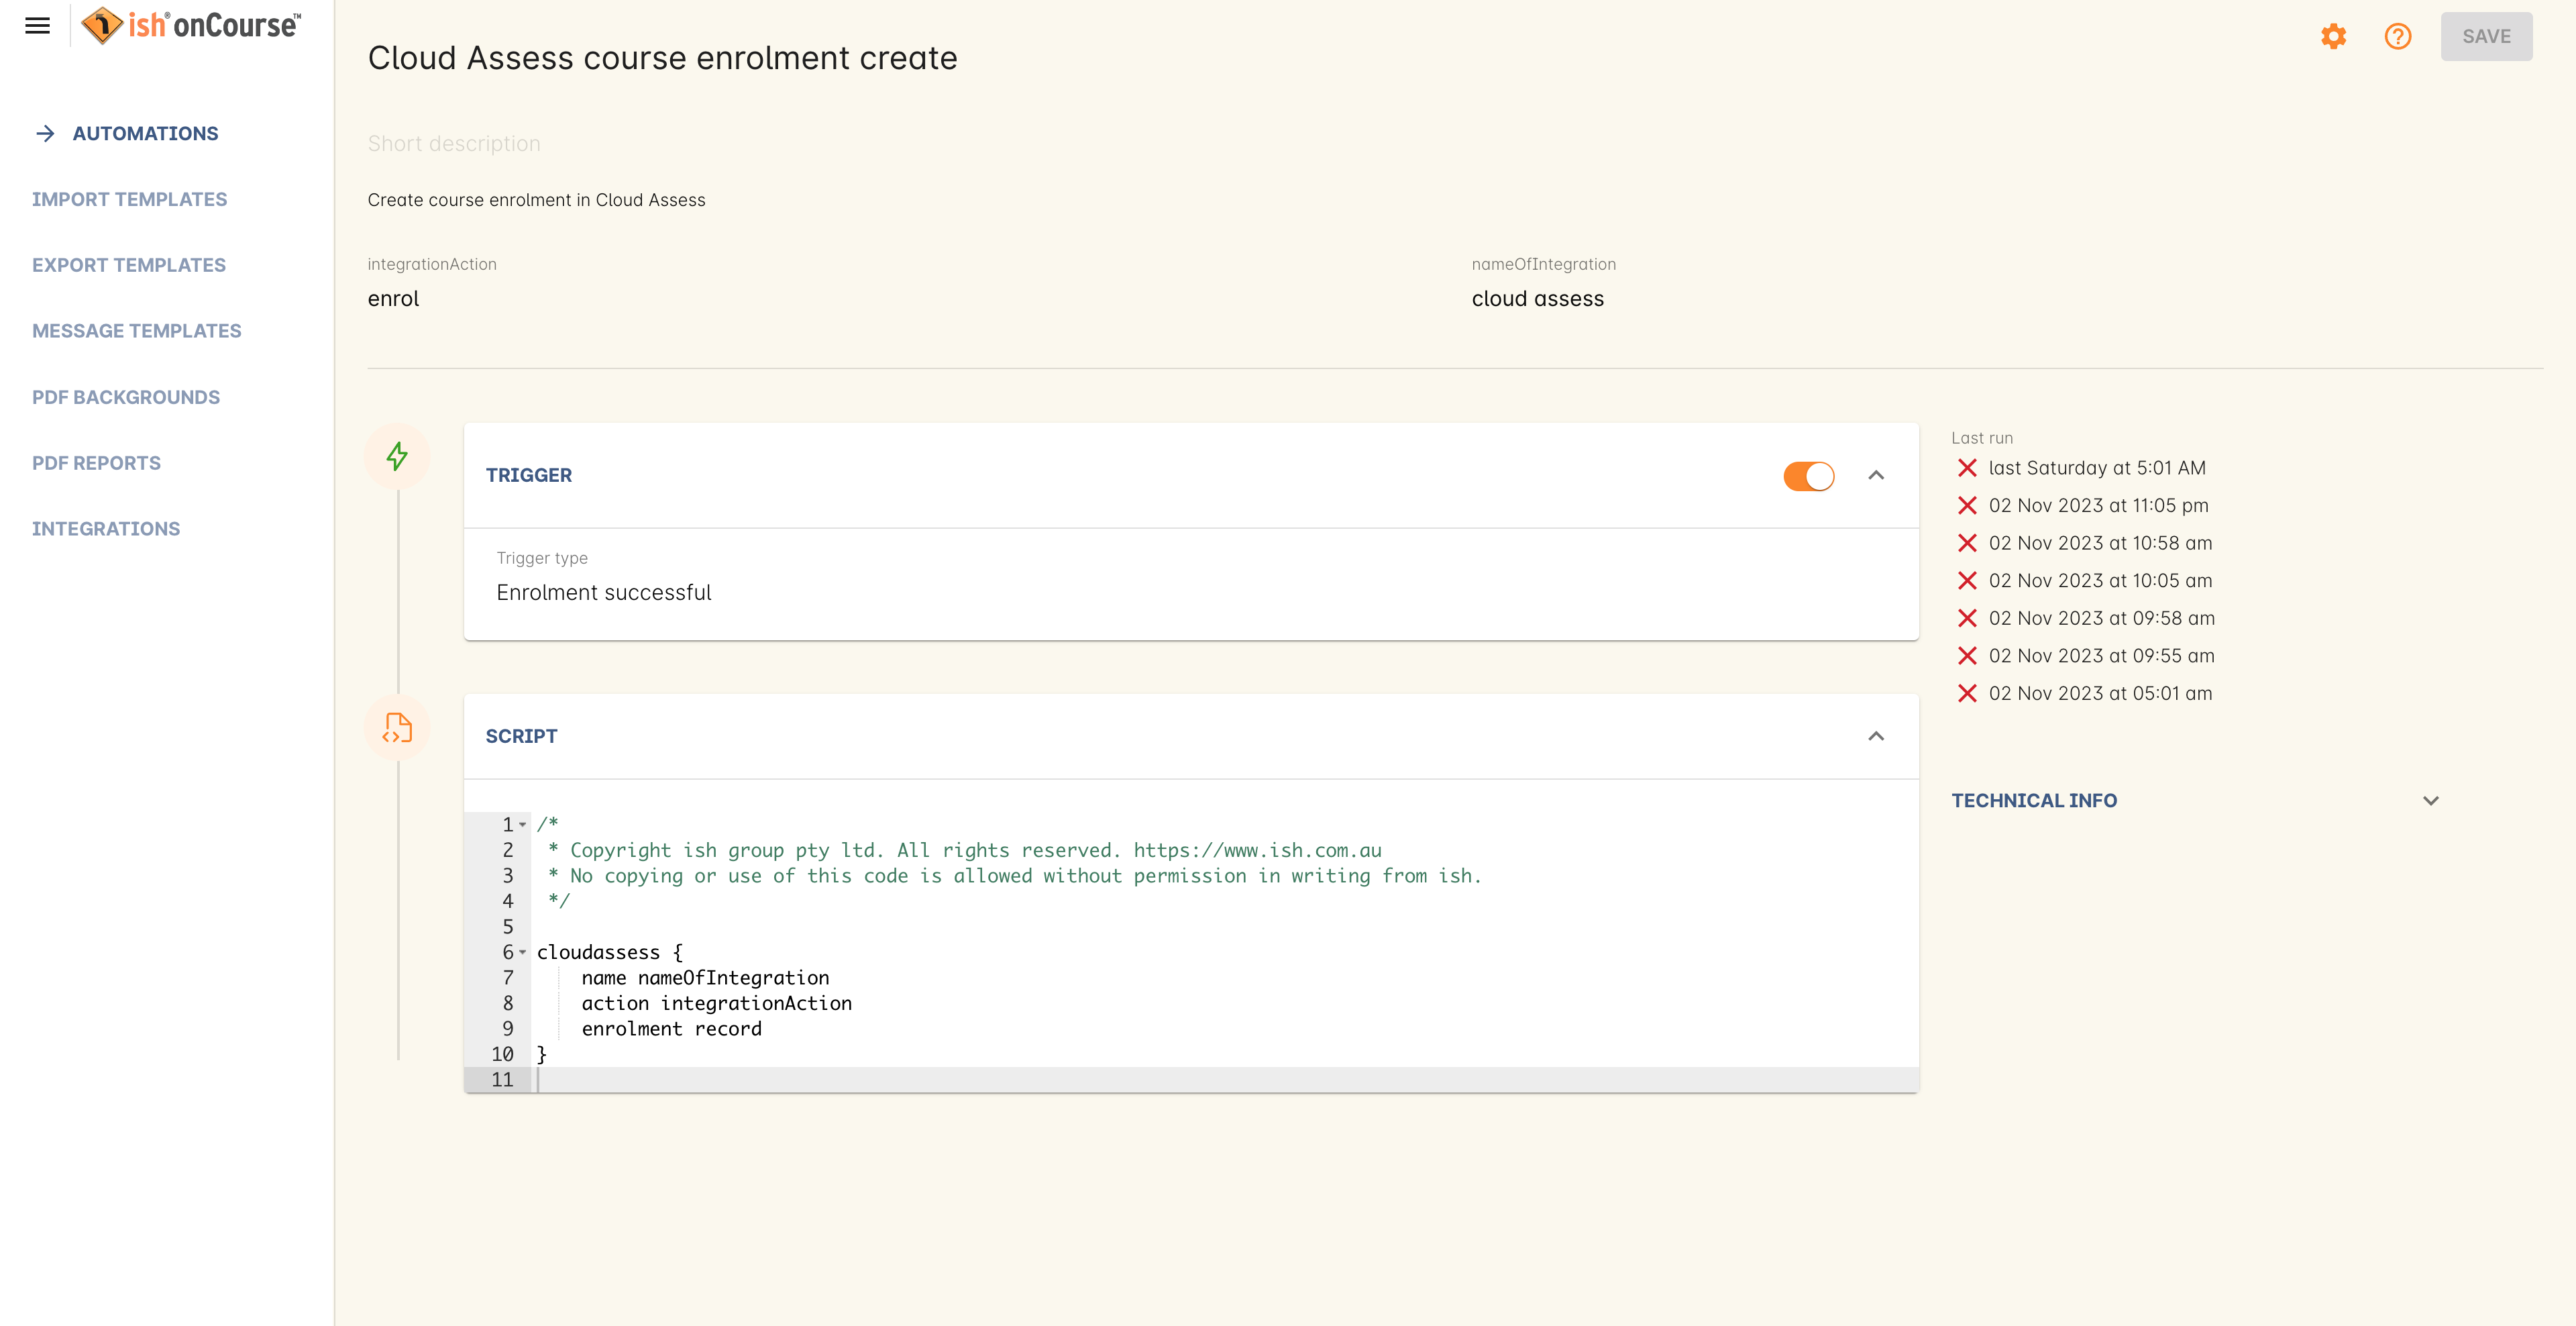 ish® onCourse™
AUTOMATIONS
IMPORT TEMPLATES
EXPORT TEMPLATES
MESSAGE TEMPLATES
PDF BACKGROUNDS
PDF REPORTS
INTEGRATIONS
Cloud Assess course enrolment create
SAVE
Short description
Create course enrolment in Cloud Assess
integrationAction
enrol
nameOfIntegration
cloud assess
TRIGGER
Trigger type
Enrolment successful
SCRIPT
1 /*
2  * Copyright ish group pty ltd. All rights reserved. https://www.ish.com.au
3  * No copying or use of this code is allowed without permission in writing from ish.
4  */
5
6 cloudassess {
7     name nameOfIntegration
8     action integrationAction
9     enrolment record
10 }
11
Last run
last Saturday at 5:01 AM
02 Nov 2023 at 11:05 pm
02 Nov 2023 at 10:58 am
02 Nov 2023 at 10:05 am
02 Nov 2023 at 09:58 am
02 Nov 2023 at 09:55 am
02 Nov 2023 at 05:01 am
TECHNICAL INFO